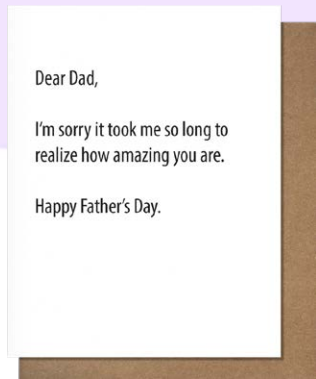 Dear Dad,
I'm sorry it took me so long to
realize how amazing you are.
Happy Father's Day.